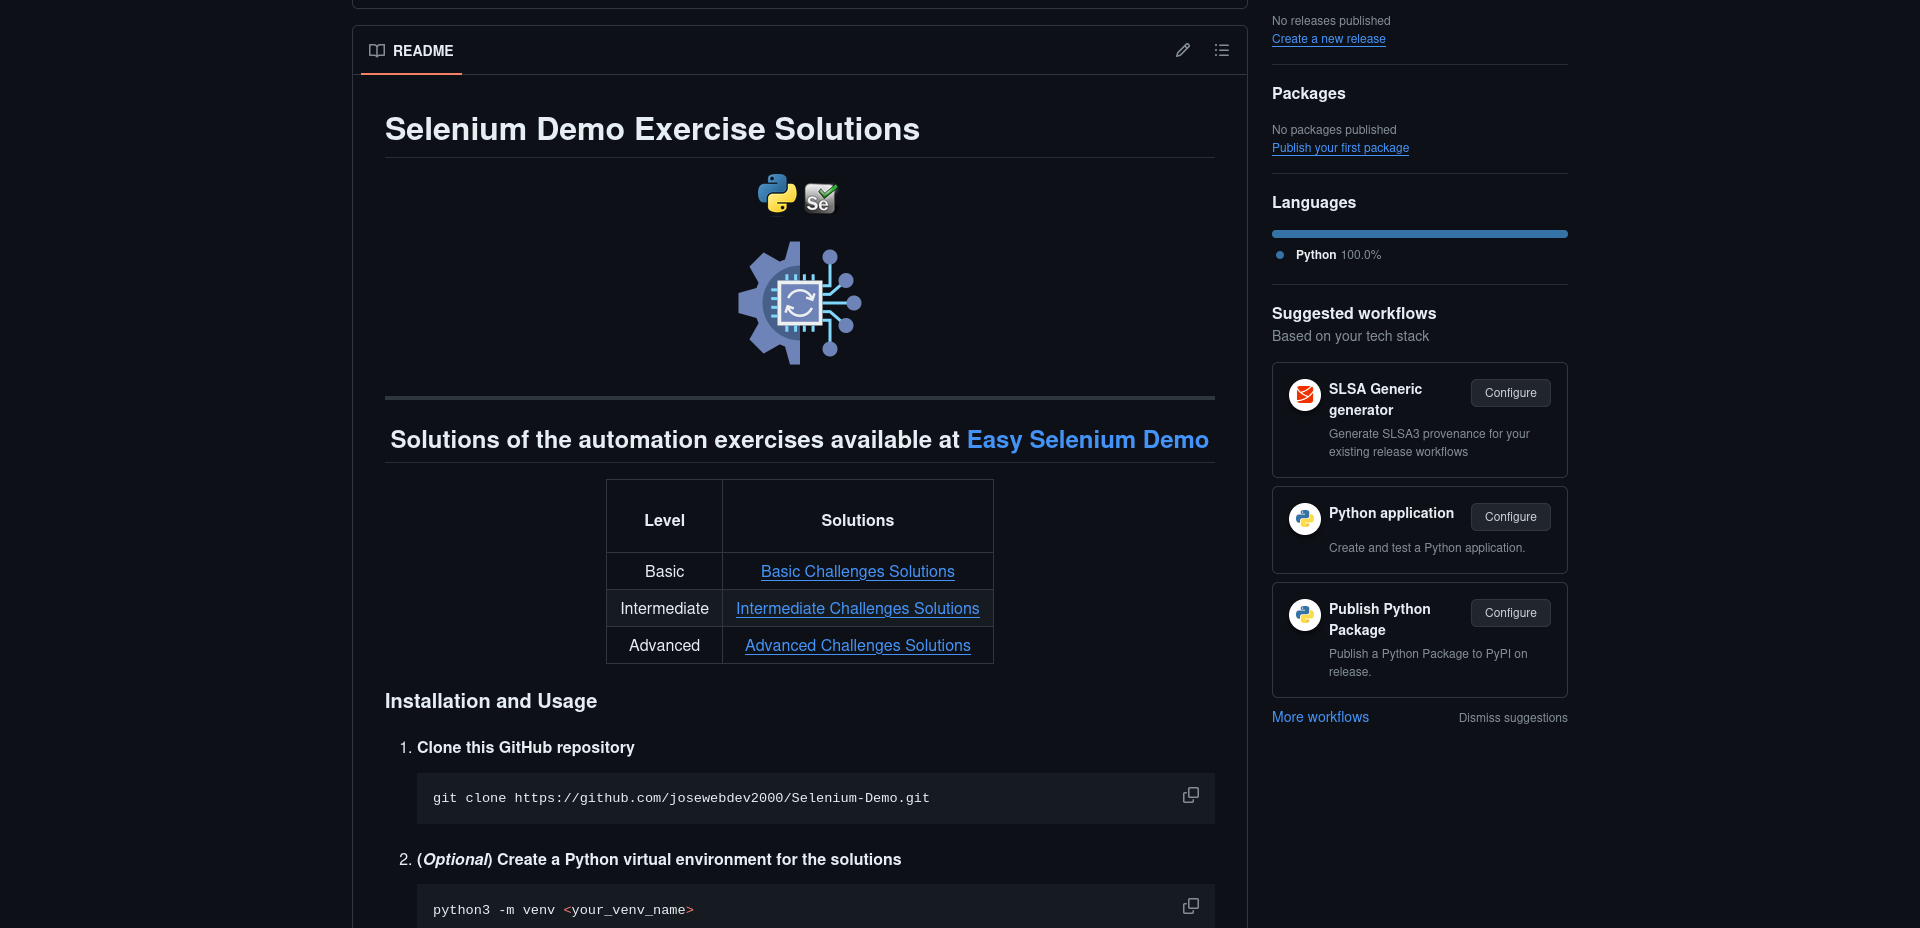 README
Selenium Demo Exercise Solutions
Se
Solutions of the automation exercises available at Easy Selenium Demo
Level Solutions
Basic Basic Challenges Solutions
Intermediate Intermediate Challenges Solutions
Advanced Advanced Challenges Solutions
Installation and Usage
1. Clone this GitHub repository
git clone https://github.com/josewebdev2000/Selenium-Demo.git
2. (Optional) Create a Python virtual environment for the solutions
python3 -m venv <your_venv_name>
No releases published
Create a new release
Packages
No packages published
Publish your first package
Languages
Python 100.0%
Suggested workflows
Based on your tech stack
SLSA Generic
generator
Configure
Generate SLSA3 provenance for your
existing release workflows
Python application
Configure
Create and test a Python application.
Publish Python
Package
Configure
Publish a Python Package to PyPI on
release.
More workflows Dismiss suggestions